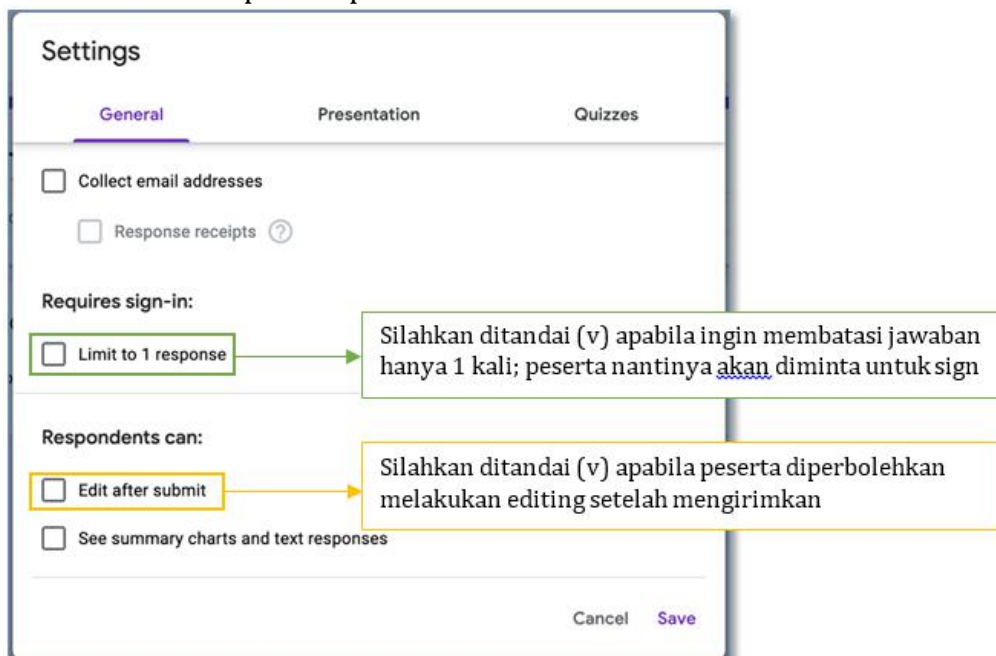 Settings
General Presentation Quizzes
Collect email addresses
Response receipts ?
Requires sign-in:
Limit to 1 response
Silahkan ditandai (v) apabila ingin membatasi jawaban
hanya 1 kali; peserta nantinya akan diminta untuk sign
Respondents can:
Edit after submit
Silahkan ditandai (v) apabila peserta diperbolehkan
melakukan editing setelah mengirimkan
See summary charts and text responses
Cancel Save